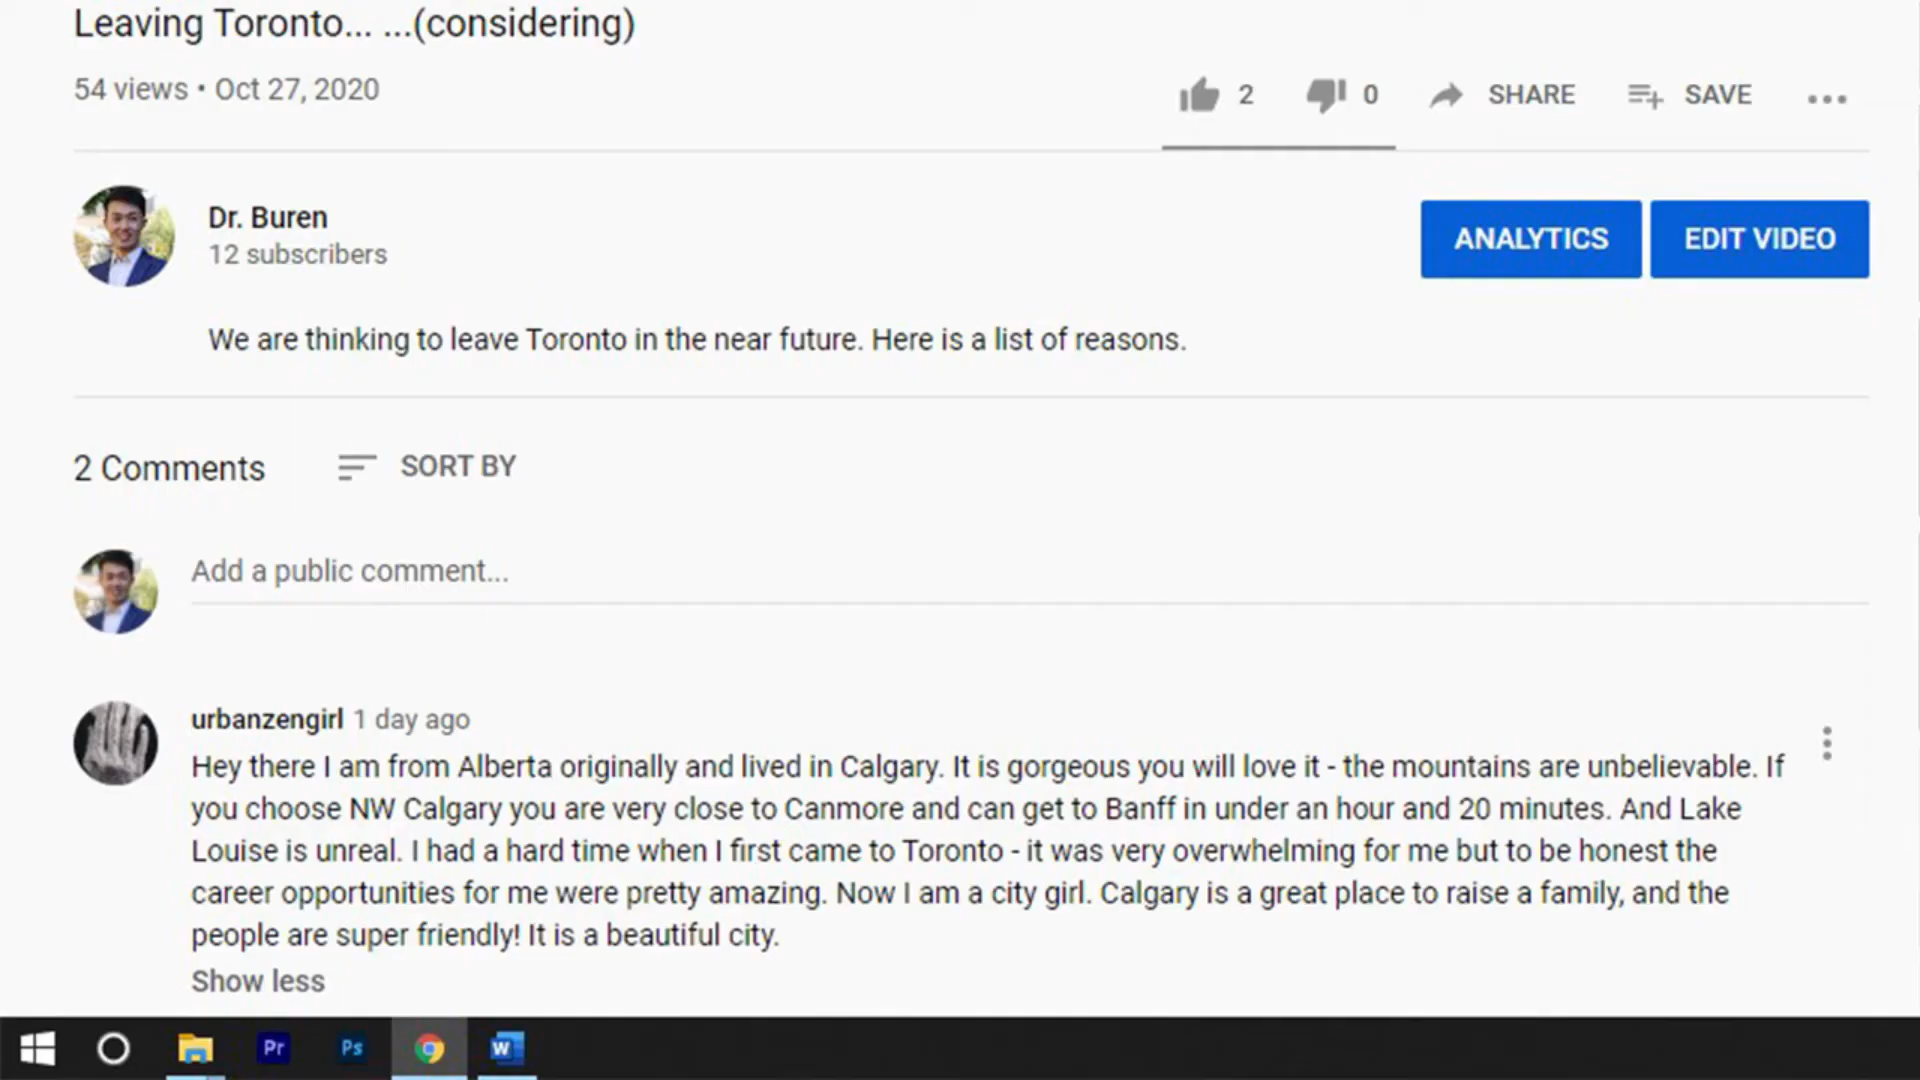 Leaving Toronto... ...(considering)
54 views • Oct 27, 2020
2
0
SHARE
SAVE
Dr. Buren
12 subscribers
ANALYTICS
EDIT VIDEO
We are thinking to leave Toronto in the near future. Here is a list of reasons.
2 Comments
SORT BY
Add a public comment...
urbanzengirl 1 day ago
Hey there I am from Alberta originally and lived in Calgary. It is gorgeous you will love it - the mountains are unbelievable. If
you choose NW Calgary you are very close to Canmore and can get to Banff in under an hour and 20 minutes. And Lake
Louise is unreal. I had a hard time when I first came to Toronto - it was very overwhelming for me but to be honest the
career opportunities for me were pretty amazing. Now I am a city girl. Calgary is a great place to raise a family, and the
people are super friendly! It is a beautiful city.
Show less
Pr
Ps
W